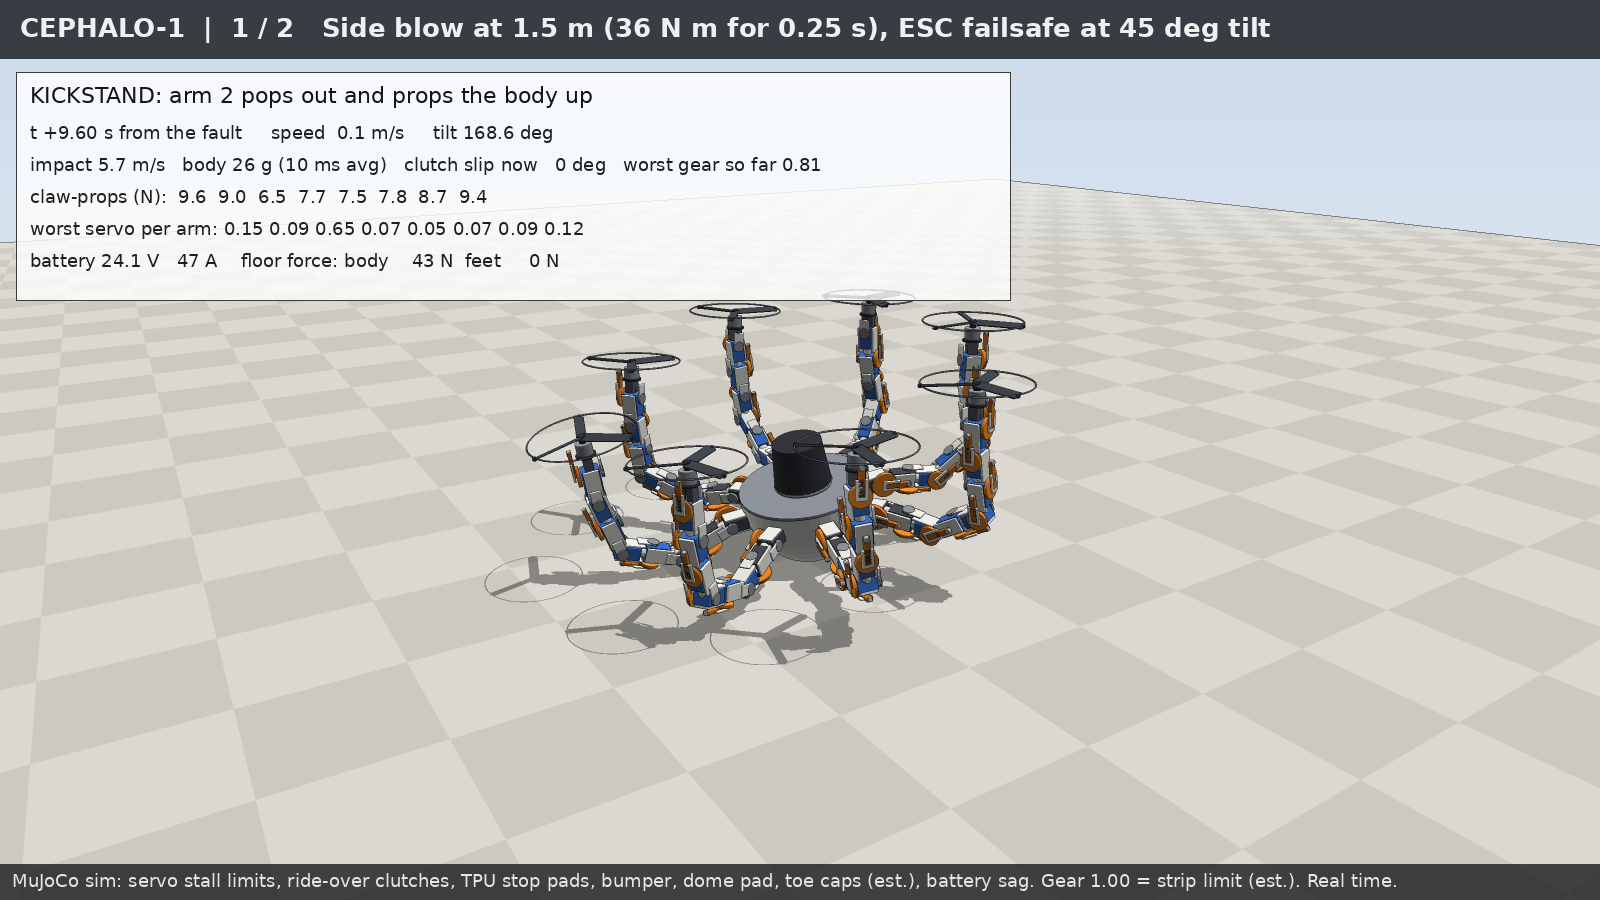 CEPHALO-1 | 1 / 2 Side blow at 1.5 m (36 N m for 0.25 s), ESC failsafe at 45 deg tilt
KICKSTAND: arm 2 pops out and props the body up
t +9.60 s from the fault speed 0.1 m/s tilt 168.6 deg
impact 5.7 m/s body 26 g (10 ms avg) clutch slip now 0 deg worst gear so far 0.81
claw-props (N): 9.6 9.0 6.5 7.7 7.5 7.8 8.7 9.4
worst servo per arm: 0.15 0.09 0.65 0.07 0.05 0.07 0.09 0.12
battery 24.1 V 47 A floor force: body 43 N feet 0 N
MuJoCo sim: servo stall limits, ride-over clutches, TPU stop pads, bumper, dome pad, toe caps (est.), battery sag. Gear 1.00 = strip limit (est.). Real time.